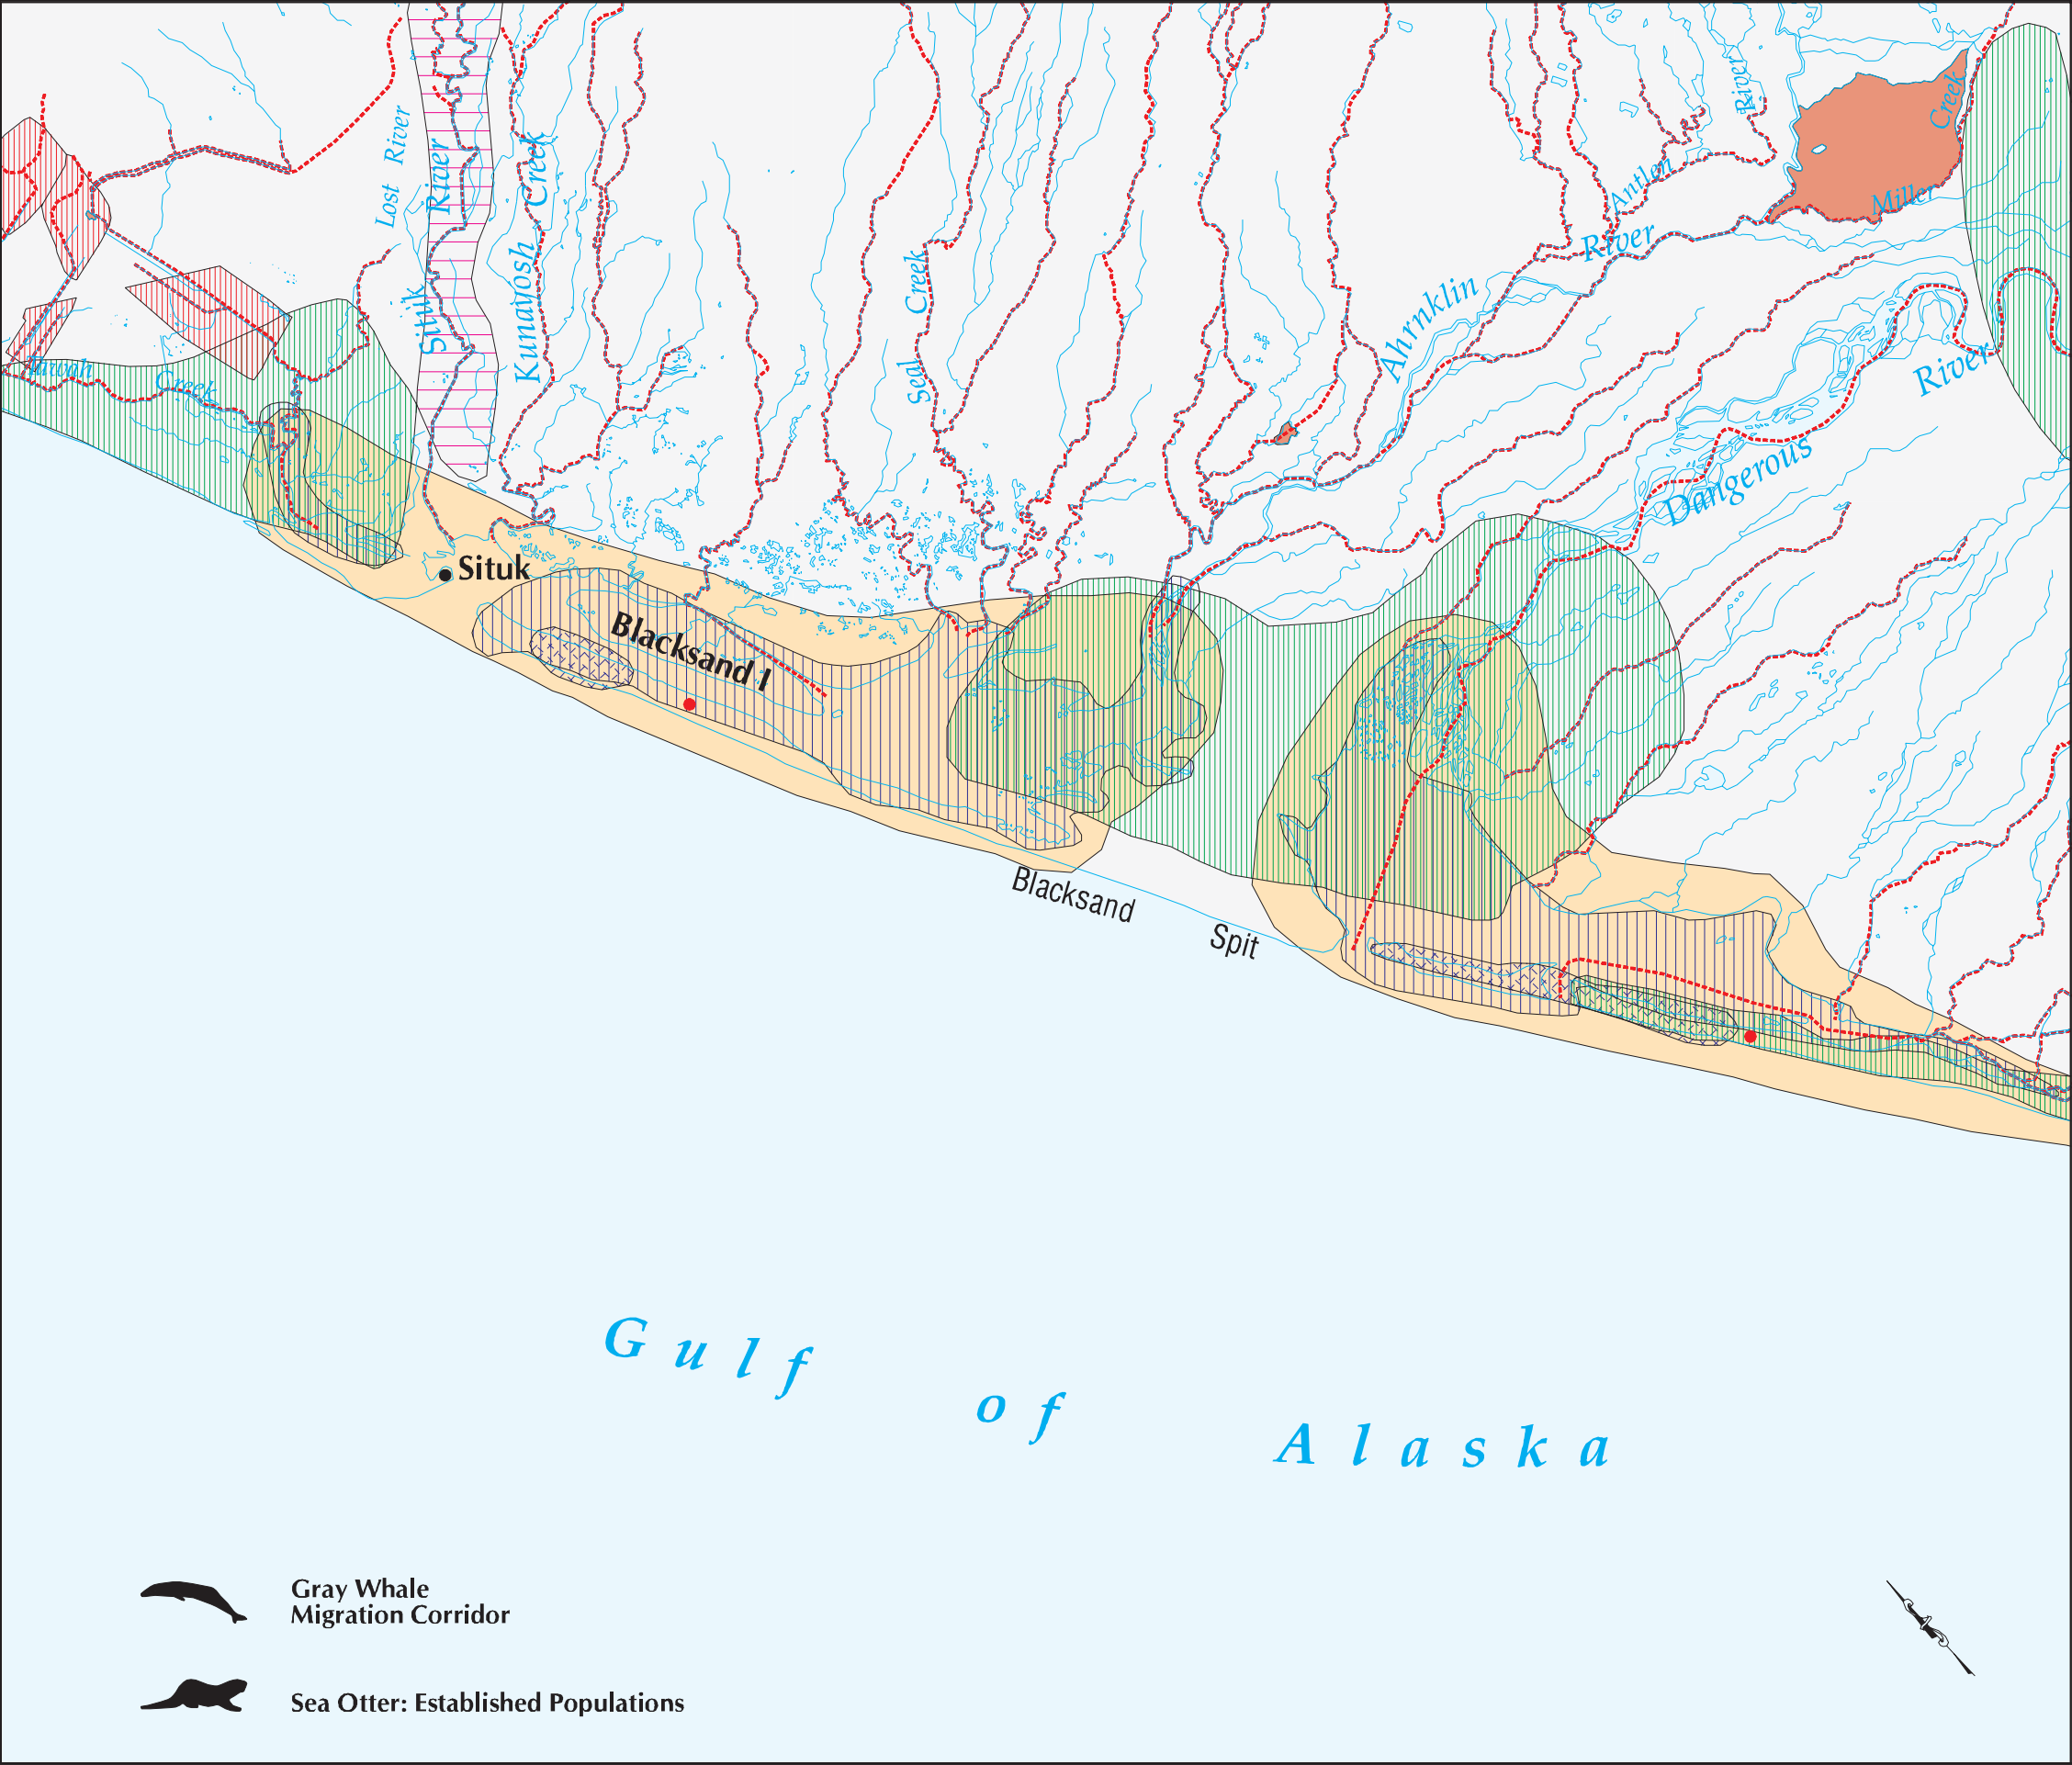 River
Creek
Lost River
Situk River
Kunayosh Creek
Antlen
Miller
River
Seal Creek
Ahrnklin
River
Creek
Dangerous
Situk
Blacksand I
Blacksand
Spit
Gulf
of
Alaska
Gray Whale
Migration Corridor
Sea Otter: Established Populations